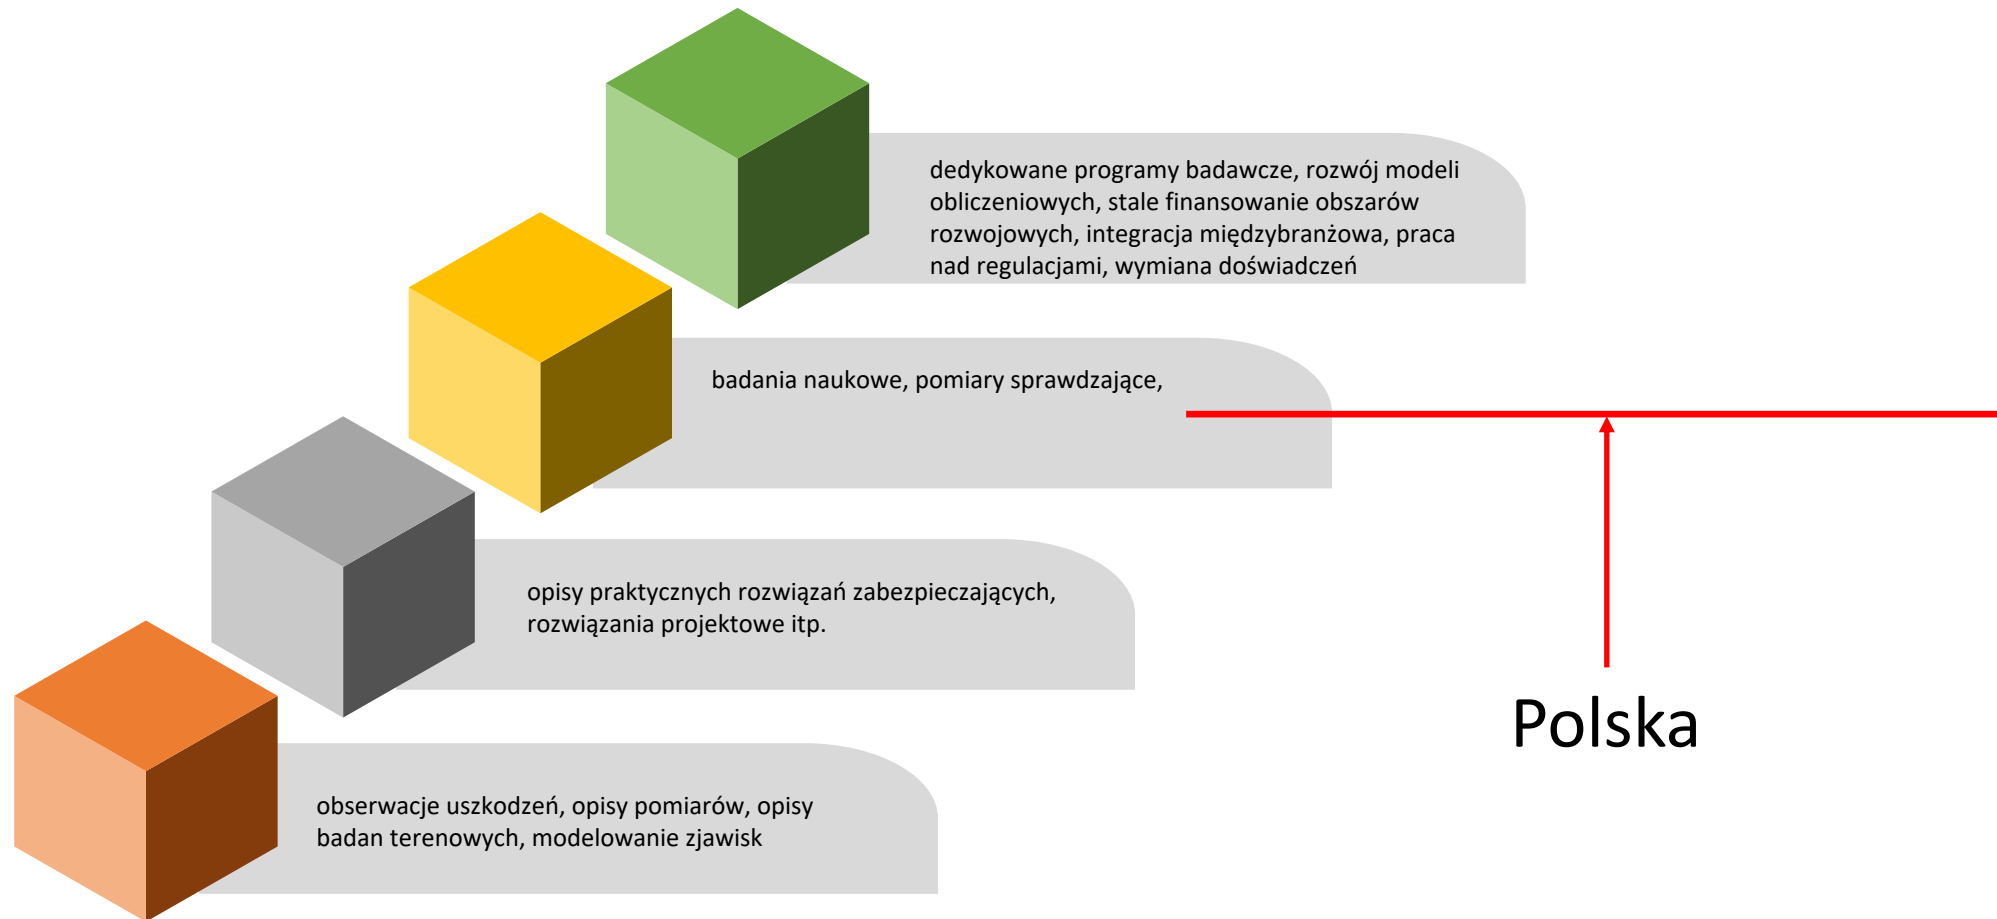 dedykowane programy badawcze, rozwój modeli
obliczeniowych, stale finansowanie obszarów
rozwojowych, integracja międzybranżowa, praca
nad regulacjami, wymiana doświadczeń
badania naukowe, pomiary sprawdzające,
opisy praktycznych rozwiązań zabezpieczających,
rozwiązania projektowe itp.
Polska
obserwacje uszkodzeń, opisy pomiarów, opisy
badan terenowych, modelowanie zjawisk